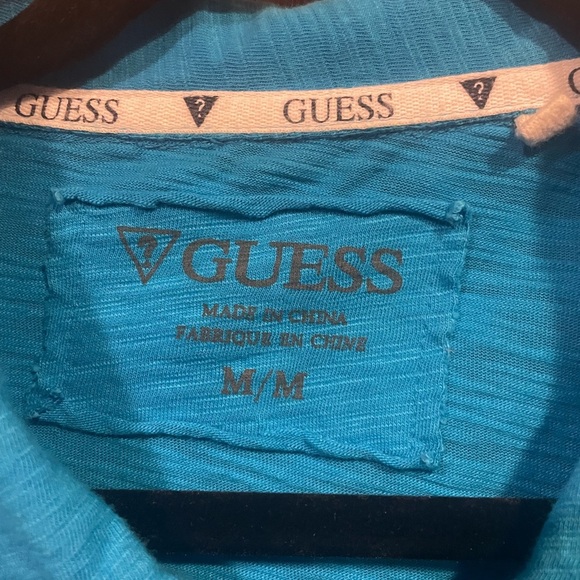 GUESS ? GUESS ? G
? GUESS
MADE IN CHINA
FABRIQUE EN CHINE
M/M